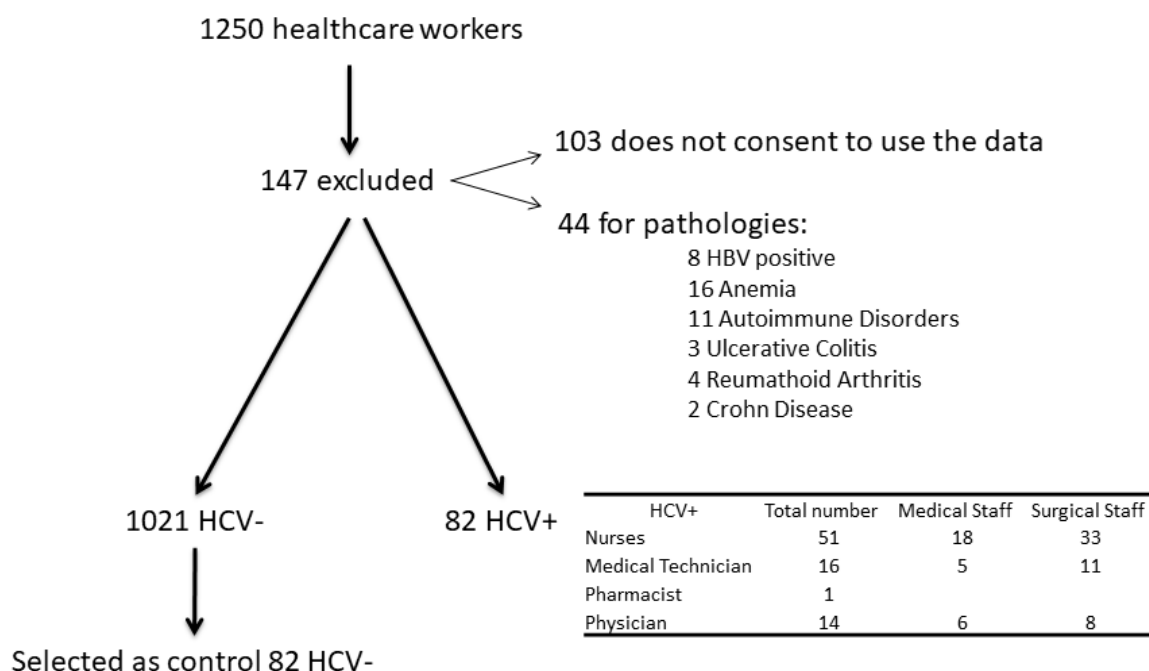 1250 healthcare workers
103 does not consent to use the data
147 excluded
44 for pathologies:
8 HBV positive
16 Anemia
11 Autoimmune Disorders
3 Ulcerative Colitis
4 Reumathoid Arthritis
2 Crohn Disease
1021 HCV-
82 HCV+
HCV+ Total number Medical Staff Surgical Staff
Nurses 51 18 33
Medical Technician 16 5 11
Pharmacist 1
Physician 14 6 8
Selected as control 82 HCV-